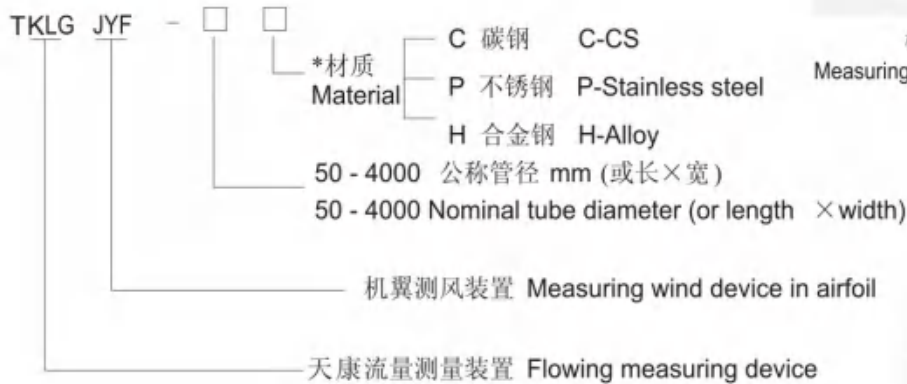 TKLG JYF - □ □
C 碳钢 C-CS
*材质
Material
P 不锈钢 P-Stainless steel
H 合金钢 H-Alloy
Measuring
50 - 4000 公称管径 mm (或长×宽)
50 - 4000 Nominal tube diameter (or length ×width)
机翼测风装置 Measuring wind device in airfoil
天康流量测量装置 Flowing measuring device